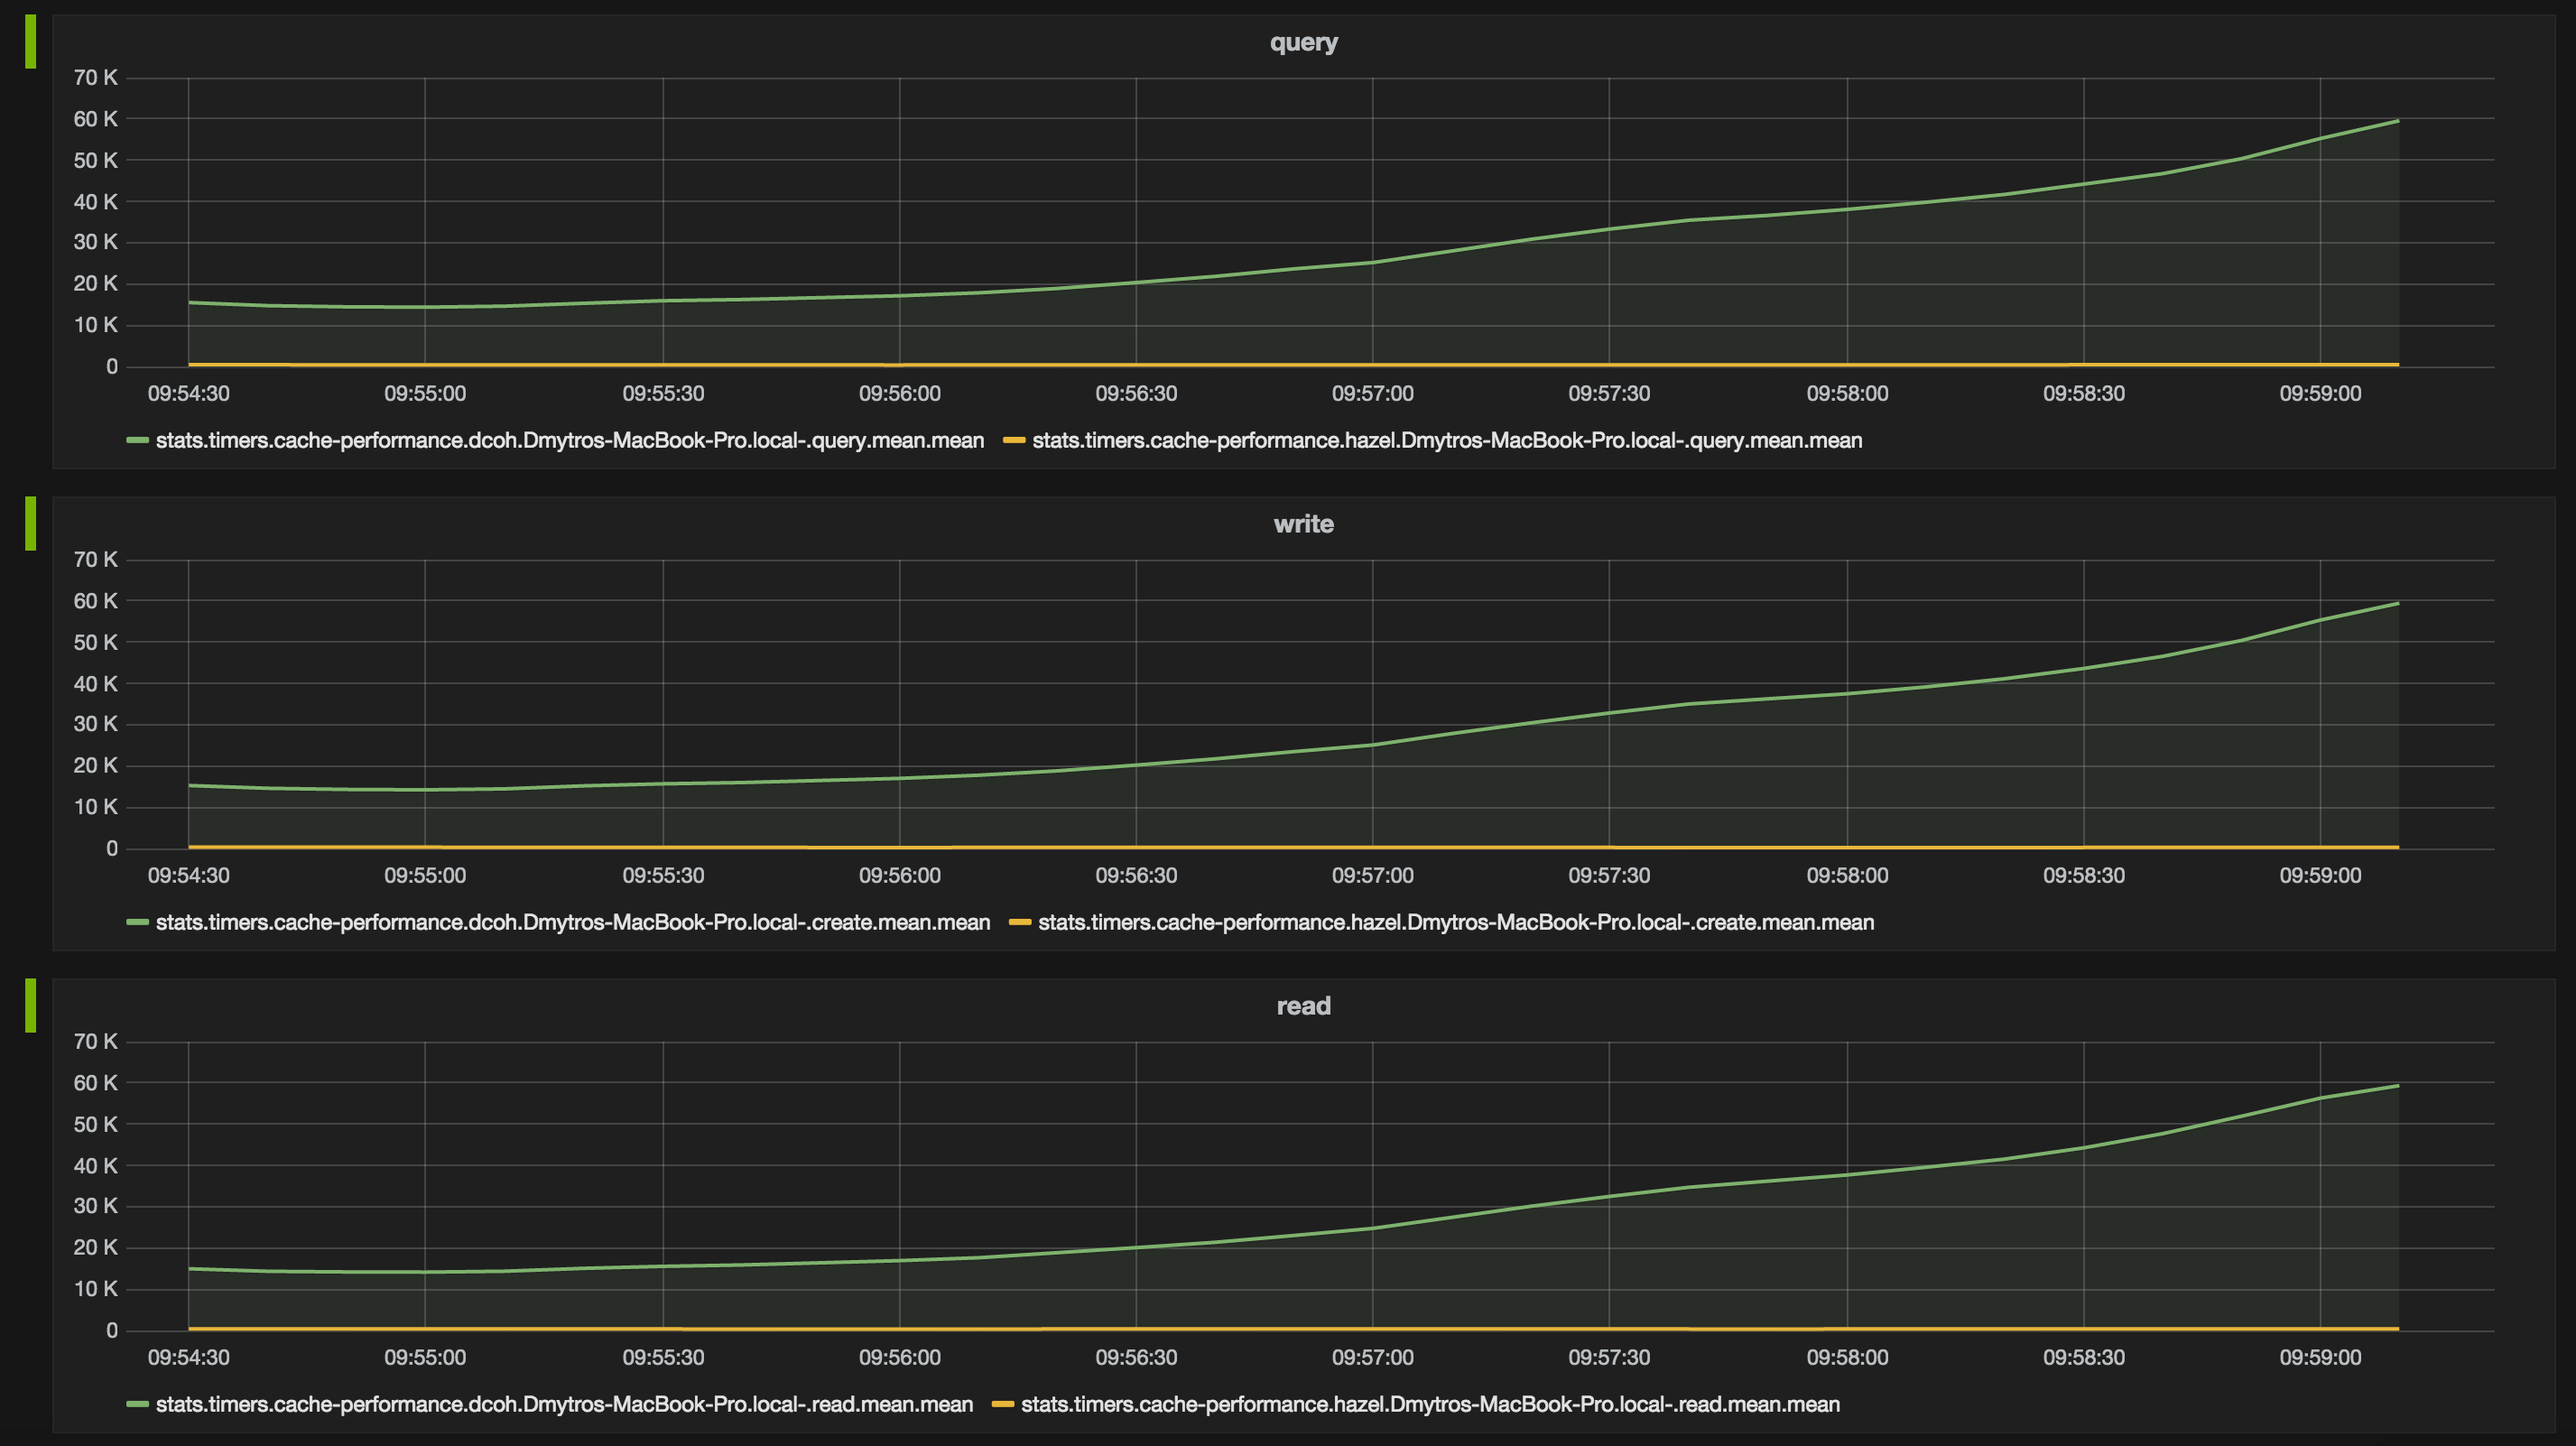 query
70 K
60 K
50 K
40 K
30 K
20 K
10 K
0
09:54:30 09:55:00 09:55:30 09:56:00 09:56:30 09:57:00 09:57:30 09:58:00 09:58:30 09:59:00
stats.timers.cache-performance.dcoh.Dmytros-MacBook-Pro.local-.query.mean.mean stats.timers.cache-performance.hazel.Dmytros-MacBook-Pro.local-.query.mean.mean
write
70 K
60 K
50 K
40 K
30 K
20 K
10 K
0
09:54:30 09:55:00 09:55:30 09:56:00 09:56:30 09:57:00 09:57:30 09:58:00 09:58:30 09:59:00
stats.timers.cache-performance.dcoh.Dmytros-MacBook-Pro.local-.create.mean.mean stats.timers.cache-performance.hazel.Dmytros-MacBook-Pro.local-.create.mean.mean
read
70 K
60 K
50 K
40 K
30 K
20 K
10 K
0
09:54:30 09:55:00 09:55:30 09:56:00 09:56:30 09:57:00 09:57:30 09:58:00 09:58:30 09:59:00
stats.timers.cache-performance.dcoh.Dmytros-MacBook-Pro.local-.read.mean.mean stats.timers.cache-performance.hazel.Dmytros-MacBook-Pro.local-.read.mean.mean